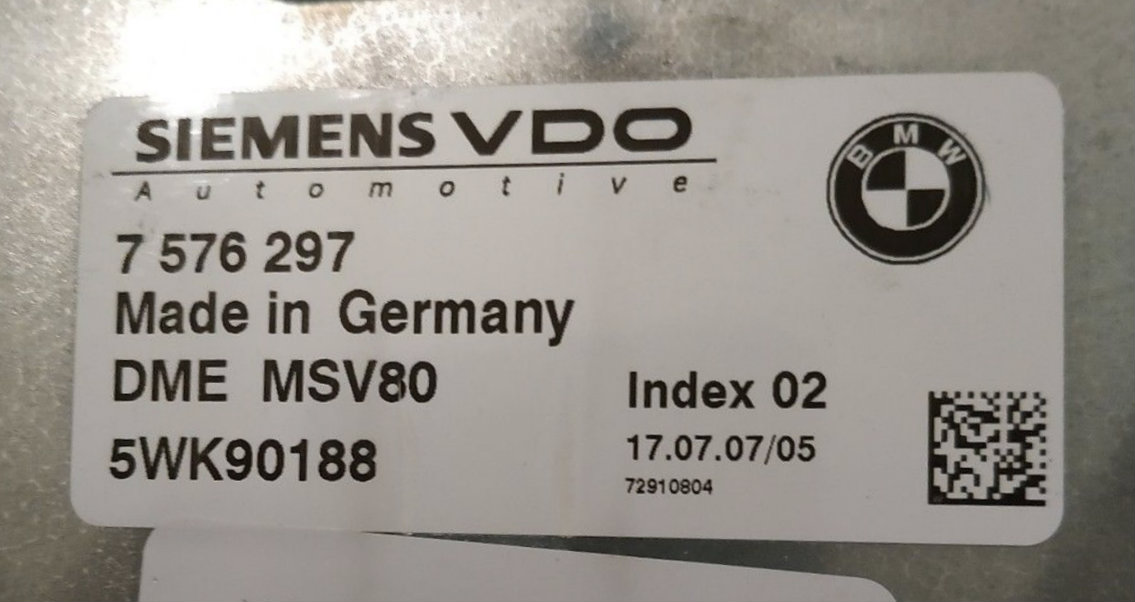 SIEMENS VDO
Automotive
BMW
7 576 297
Made in Germany
DME MSV80
5WK90188
Index 02
17.07.07/05
72910804